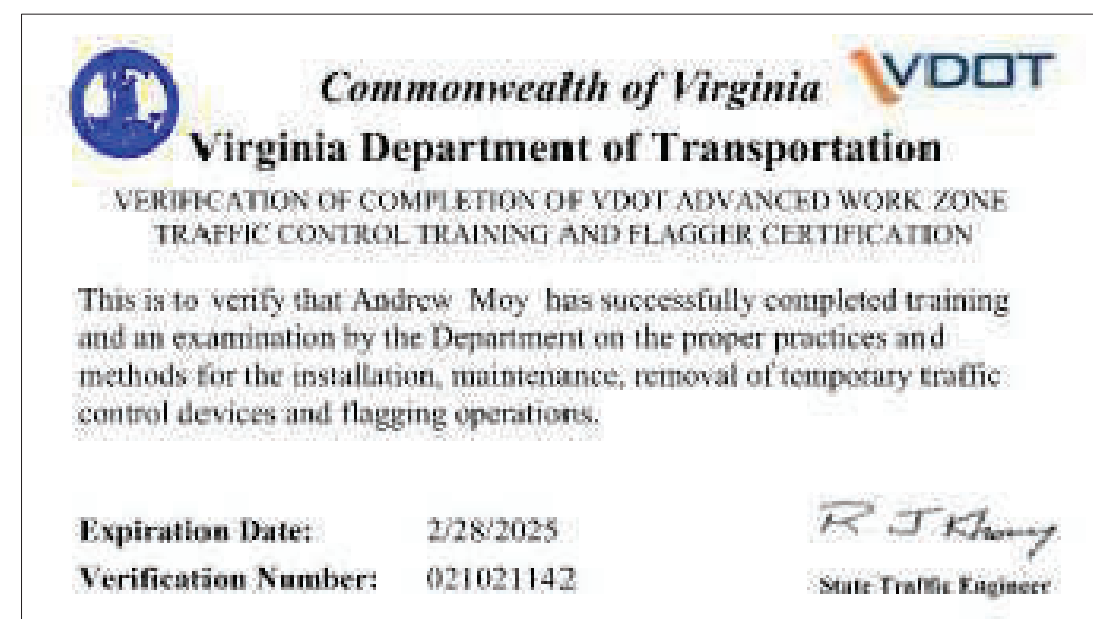 Commonwealth of Virginia
VDOT
Virginia Department of Transportation
VERIFICATION OF COMPLETION OF VDOT ADVANCED WORK ZONE
TRAFFIC CONTROL TRAINING AND FLAGGER CERTIFICATION
This is to verify that Andrew Moy has successfully completed training
and an examination by the Department on the proper practices and
methods for the installation, maintenance, removal of temporary traffic
control devices and flagging operations.
Expiration Date: 2/28/2025
Verification Number: 021021142
R J Khoury
State Traffic Engineer